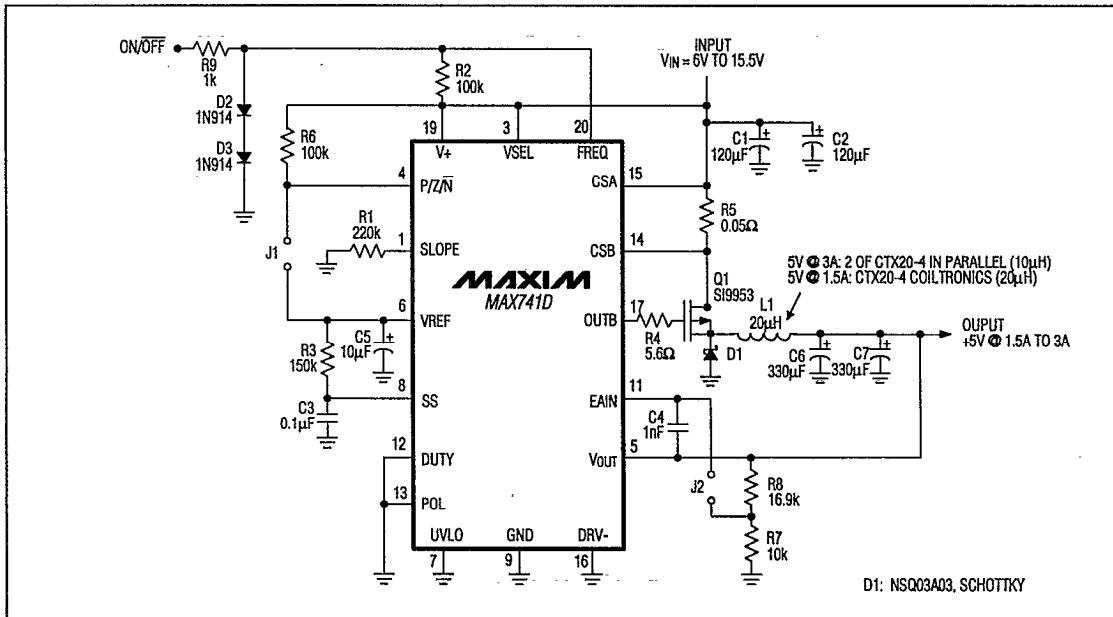 ON/OFF
R9
1k
D2
1N914
D3
1N914
R2
100k
INPUT
VIN = 6V TO 15.5V
C1
120µF
C2
120µF
R6
100k
19
3
20
V+
VSEL
FREQ
4
P/Z/N
CSA
15
R5
0.05Ω
J1
R1
220k
1
SLOPE
CSB
14
MAXIM
MAX741D
Q1
SI9953
5V @ 3A: 2 OF CTX20-4 IN PARALLEL (10µH)
5V @ 1.5A: CTX20-4 COILTRONICS (20µH)
L1
20µH
6
VREF
OUTB
17
R4
5.6Ω
D1
C6
330µF
C7
330µF
OUPUT
+5V @ 1.5A TO 3A
R3
150k
C5
10µF
8
SS
EAIN
11
C3
0.1µF
C4
1nF
12
DUTY
VOUT
5
J2
R8
16.9k
13
POL
R7
10k
UVLO
GND
DRV-
7
9
16
D1: NSQ03A03, SCHOTTKY